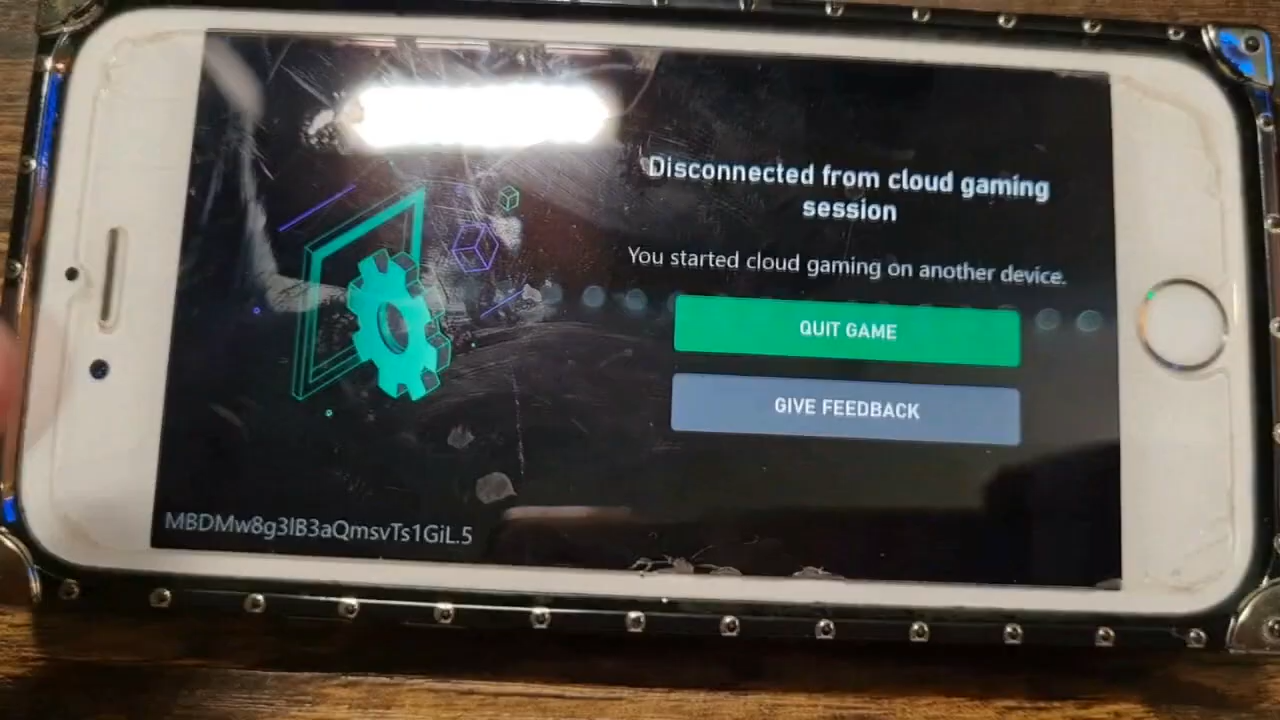 Disconnected from cloud gaming
session
You started cloud gaming on another device.
QUIT GAME
GIVE FEEDBACK
MBDMw8g3lB3aQmsvTs1GiL.5